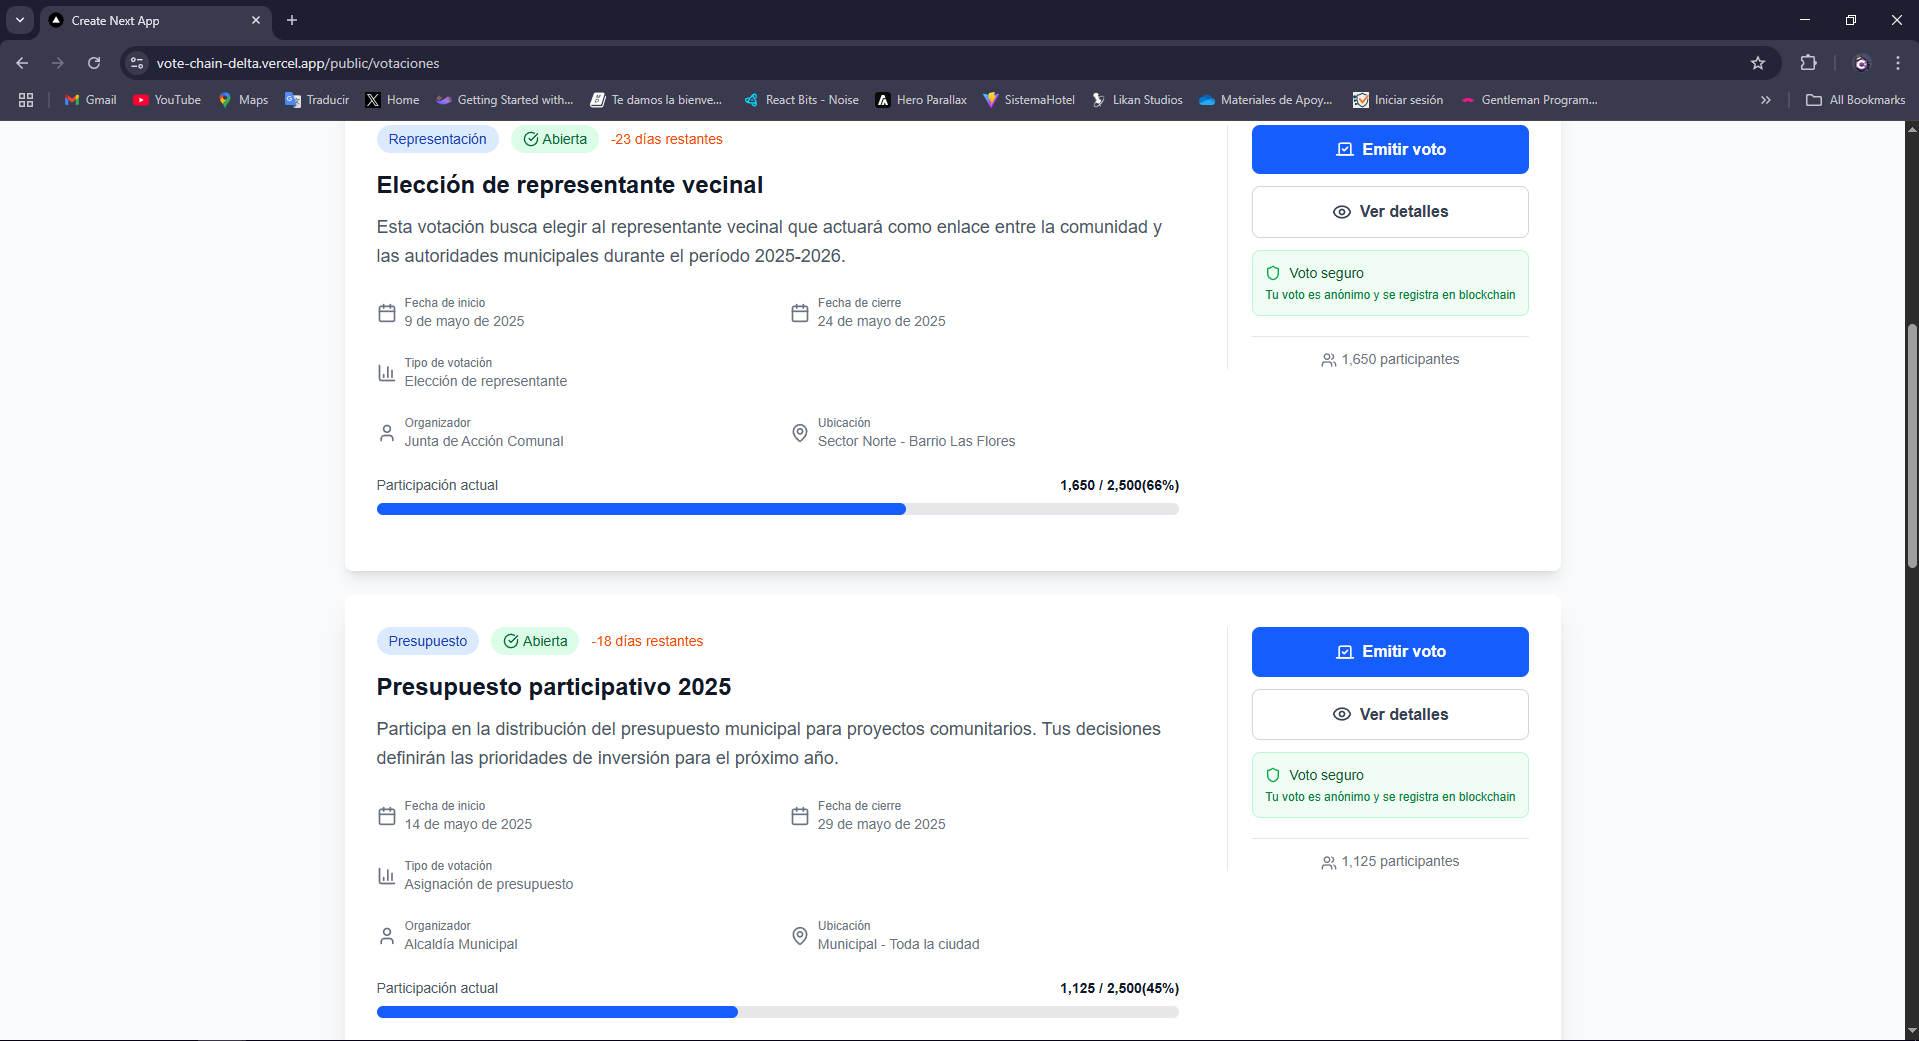 Create Next App
vote-chain-delta.vercel.app/public/votaciones
Gmail
YouTube
Maps
Traducir
Home
Getting Started with...
Te damos la bienve...
React Bits - Noise
Hero Parallax
SistemaHotel
Likan Studios
Materiales de Apoy...
Iniciar sesión
Gentleman Program...
All Bookmarks
Representación
Abierta
-23 días restantes
Elección de representante vecinal
Esta votación busca elegir al representante vecinal que actuará como enlace entre la comunidad y
las autoridades municipales durante el período 2025-2026.
Fecha de inicio
9 de mayo de 2025
Fecha de cierre
24 de mayo de 2025
Tipo de votación
Elección de representante
Organizador
Junta de Acción Comunal
Ubicación
Sector Norte - Barrio Las Flores
Participación actual
1,650 / 2,500(66%)
Emitir voto
Ver detalles
Voto seguro
Tu voto es anónimo y se registra en blockchain
1,650 participantes
Presupuesto
Abierta
-18 días restantes
Presupuesto participativo 2025
Participa en la distribución del presupuesto municipal para proyectos comunitarios. Tus decisiones
definirán las prioridades de inversión para el próximo año.
Fecha de inicio
14 de mayo de 2025
Fecha de cierre
29 de mayo de 2025
Tipo de votación
Asignación de presupuesto
Organizador
Alcaldía Municipal
Ubicación
Municipal - Toda la ciudad
Participación actual
1,125 / 2,500(45%)
Emitir voto
Ver detalles
Voto seguro
Tu voto es anónimo y se registra en blockchain
1,125 participantes